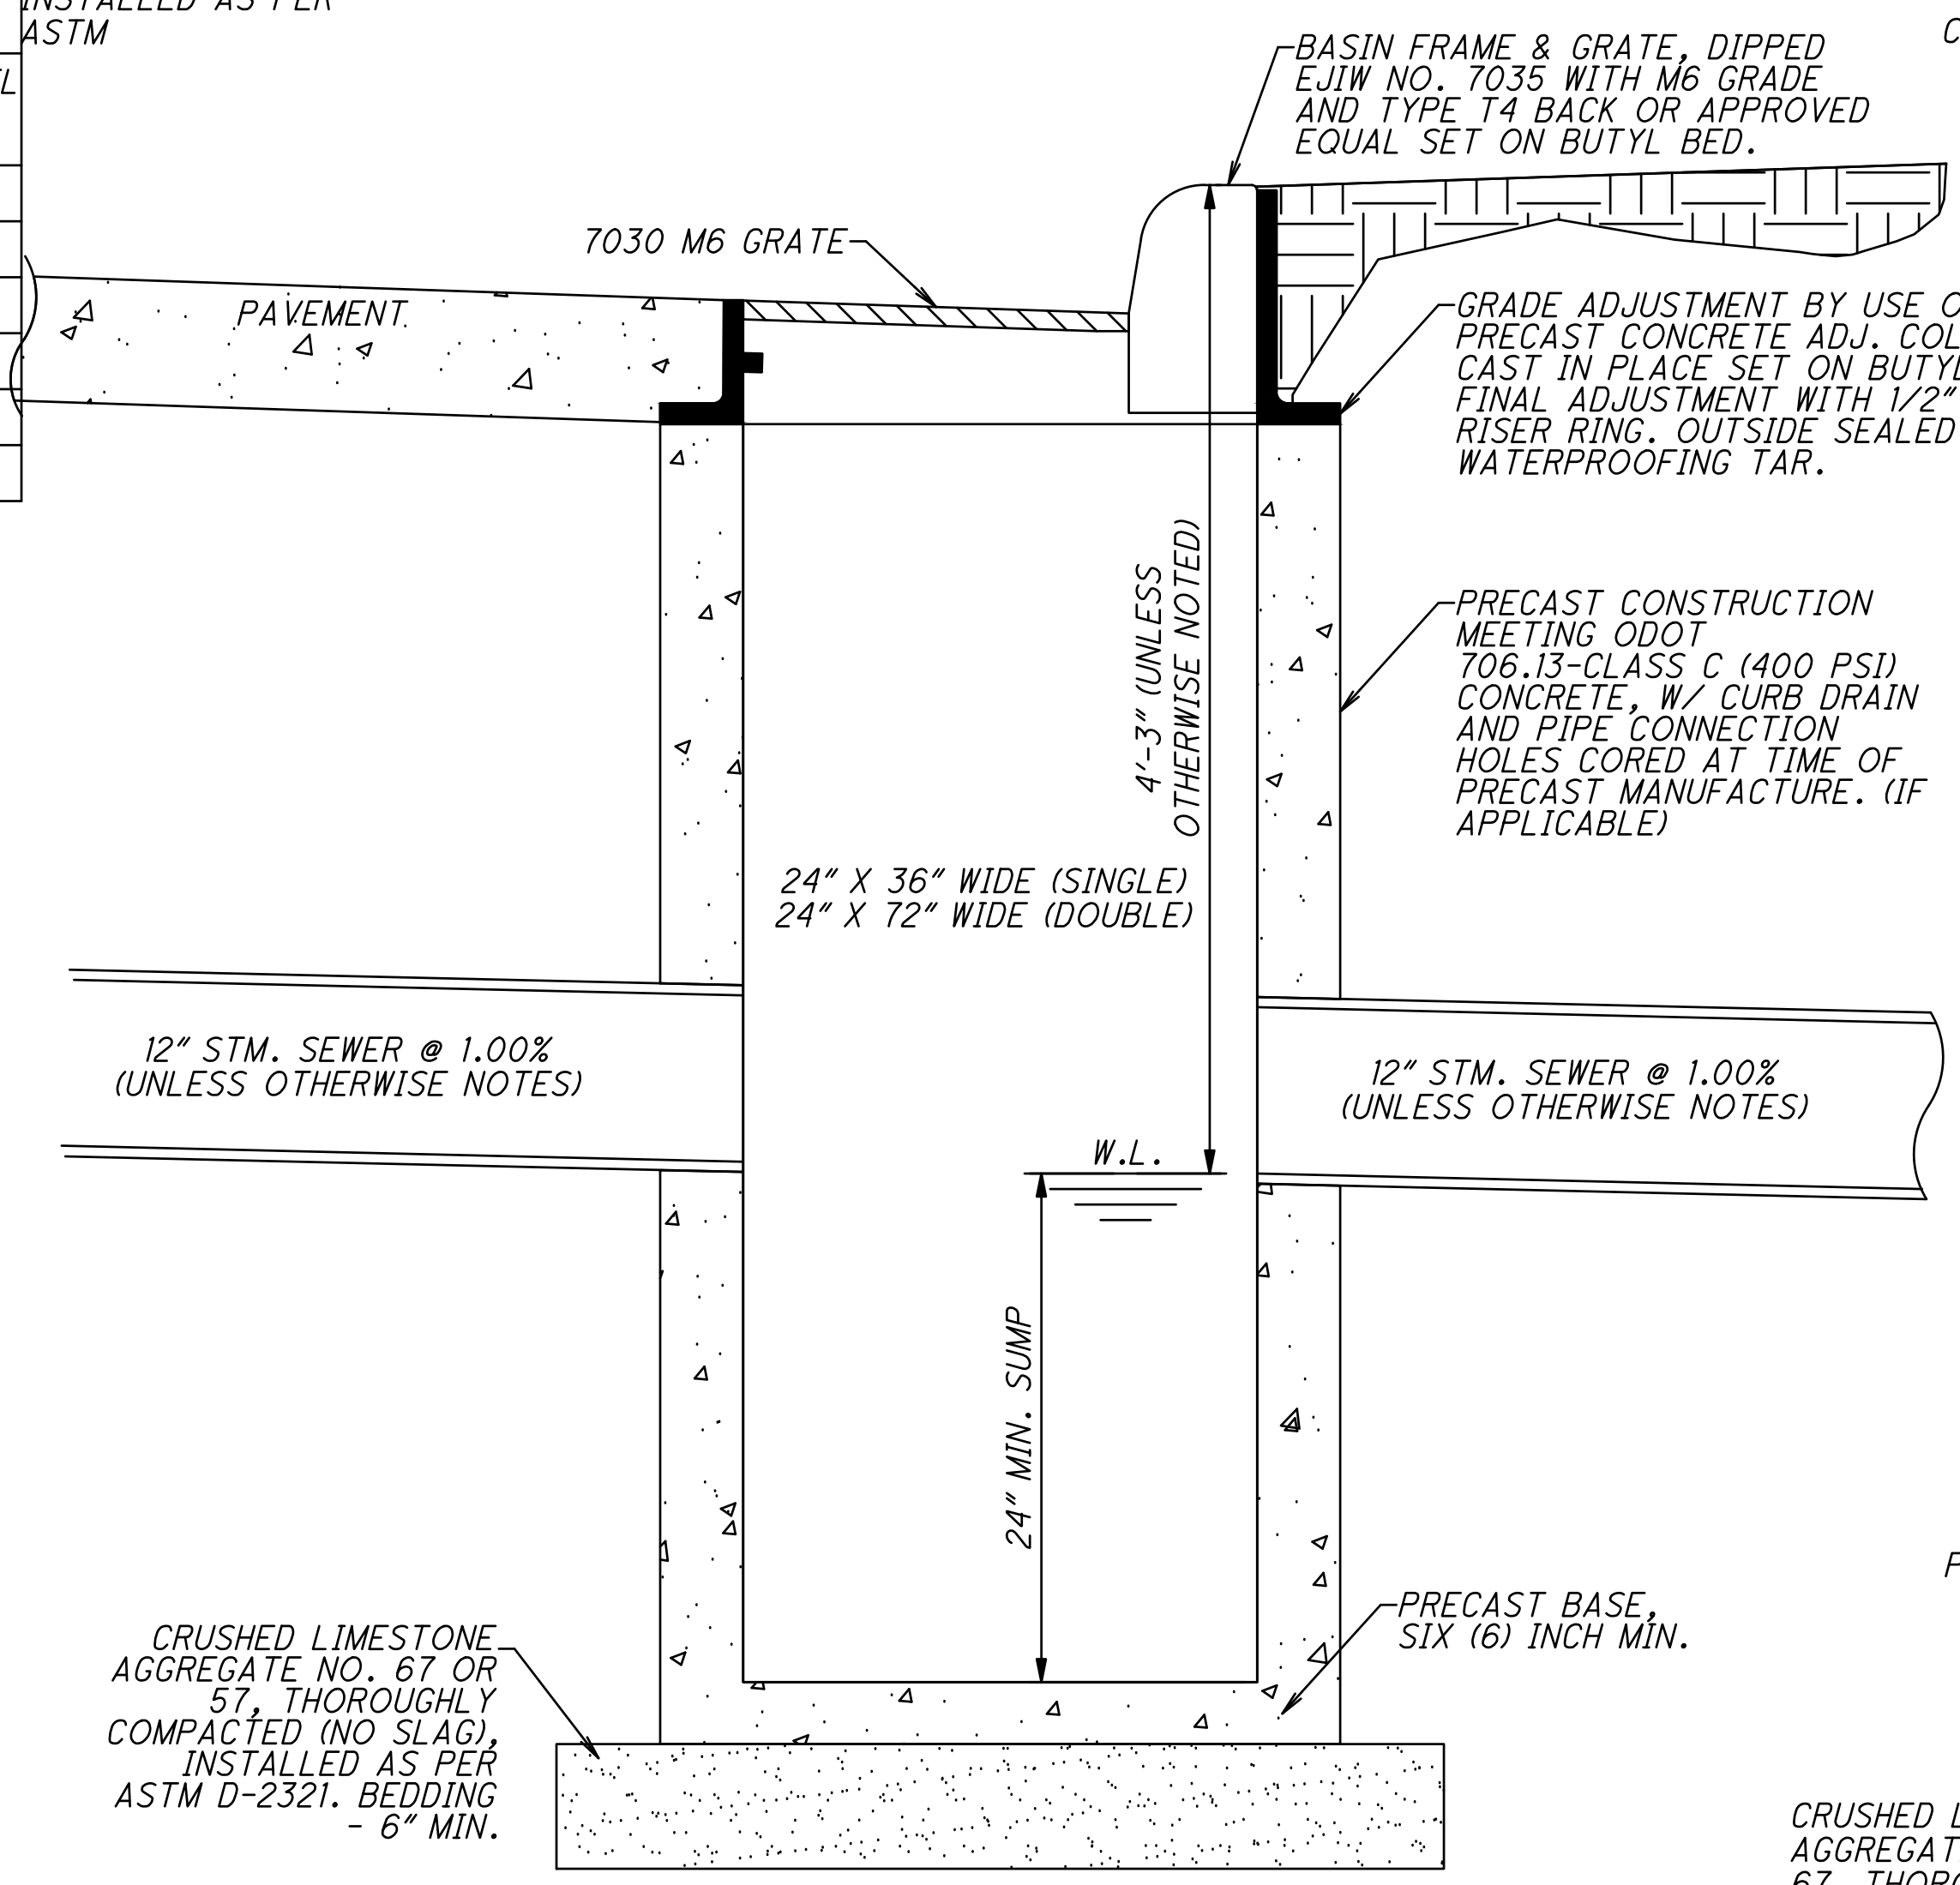 ASTM
BASIN FRAME & GRATE, DIPPED
EJIW NO. 7035 WITH M6 GRADE
AND TYPE T4 BACK OR APPROVED
EQUAL SET ON BUTYL BED.
7030 M6 GRATE
PAVEMENT
GRADE ADJUSTMENT BY USE O
PRECAST CONCRETE ADJ. COL
CAST IN PLACE SET ON BUTYL
FINAL ADJUSTMENT WITH 1/2"
RISER RING. OUTSIDE SEALED
WATERPROOFING TAR.
4'-3" (UNLESS
OTHERWISE NOTED)
PRECAST CONSTRUCTION
MEETING ODOT
706.13-CLASS C (400 PSI)
CONCRETE, W/ CURB DRAIN
AND PIPE CONNECTION
HOLES CORED AT TIME OF
PRECAST MANUFACTURE. (IF
APPLICABLE)
24" X 36" WIDE (SINGLE)
24" X 72" WIDE (DOUBLE)
12" STM. SEWER @ 1.00%
(UNLESS OTHERWISE NOTES)
12" STM. SEWER @ 1.00%
(UNLESS OTHERWISE NOTES)
W.L.
24" MIN. SUMP
PRECAST BASE,
SIX (6) INCH MIN.
CRUSHED LIMESTONE
AGGREGATE NO. 67 OR
57, THOROUGHLY
COMPACTED (NO SLAG),
INSTALLED AS PER
ASTM D-2321. BEDDING
- 6" MIN.
CRUSHED L
AGGREGAT